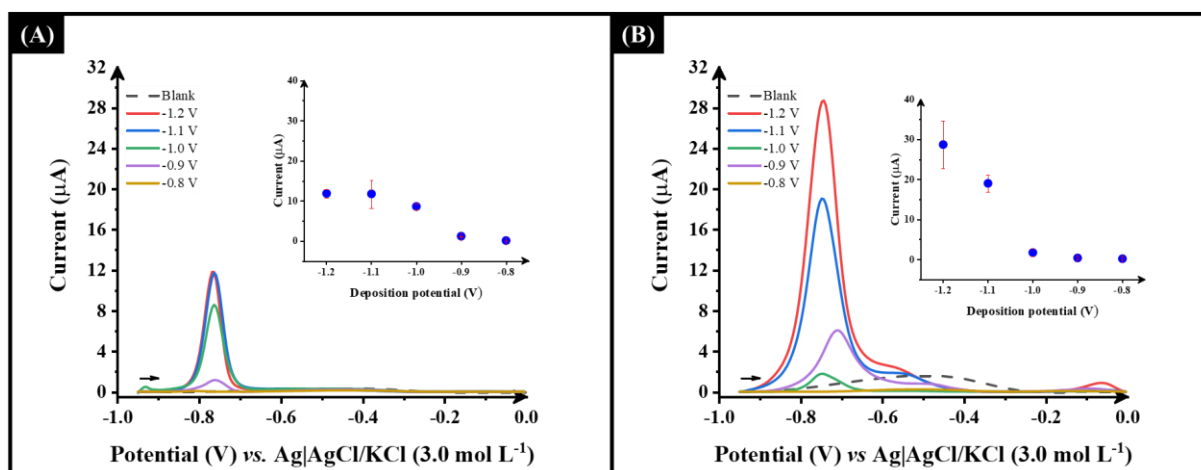 (A)
Current (μA)
32
28
24
20
16
12
8
4
0
Blank
-1.2 V
-1.1 V
-1.0 V
-0.9 V
-0.8 V
Current (μA)
40
30
20
10
0
-1.2 -1.1 -1.0 -0.9 -0.8
Deposition potential (V)
-1.0 -0.8 -0.6 -0.4 -0.2 0.0
Potential (V) vs. Ag|AgCl/KCl (3.0 mol L⁻¹)
(B)
Current (μA)
32
28
24
20
16
12
8
4
0
Blank
-1.2 V
-1.1 V
-1.0 V
-0.9 V
-0.8 V
Current (μA)
40
30
20
10
0
-1.2 -1.1 -1.0 -0.9 -0.8
Deposition potential (V)
-1.0 -0.8 -0.6 -0.4 -0.2 0.0
Potential (V) vs Ag|AgCl/KCl (3.0 mol L⁻¹)